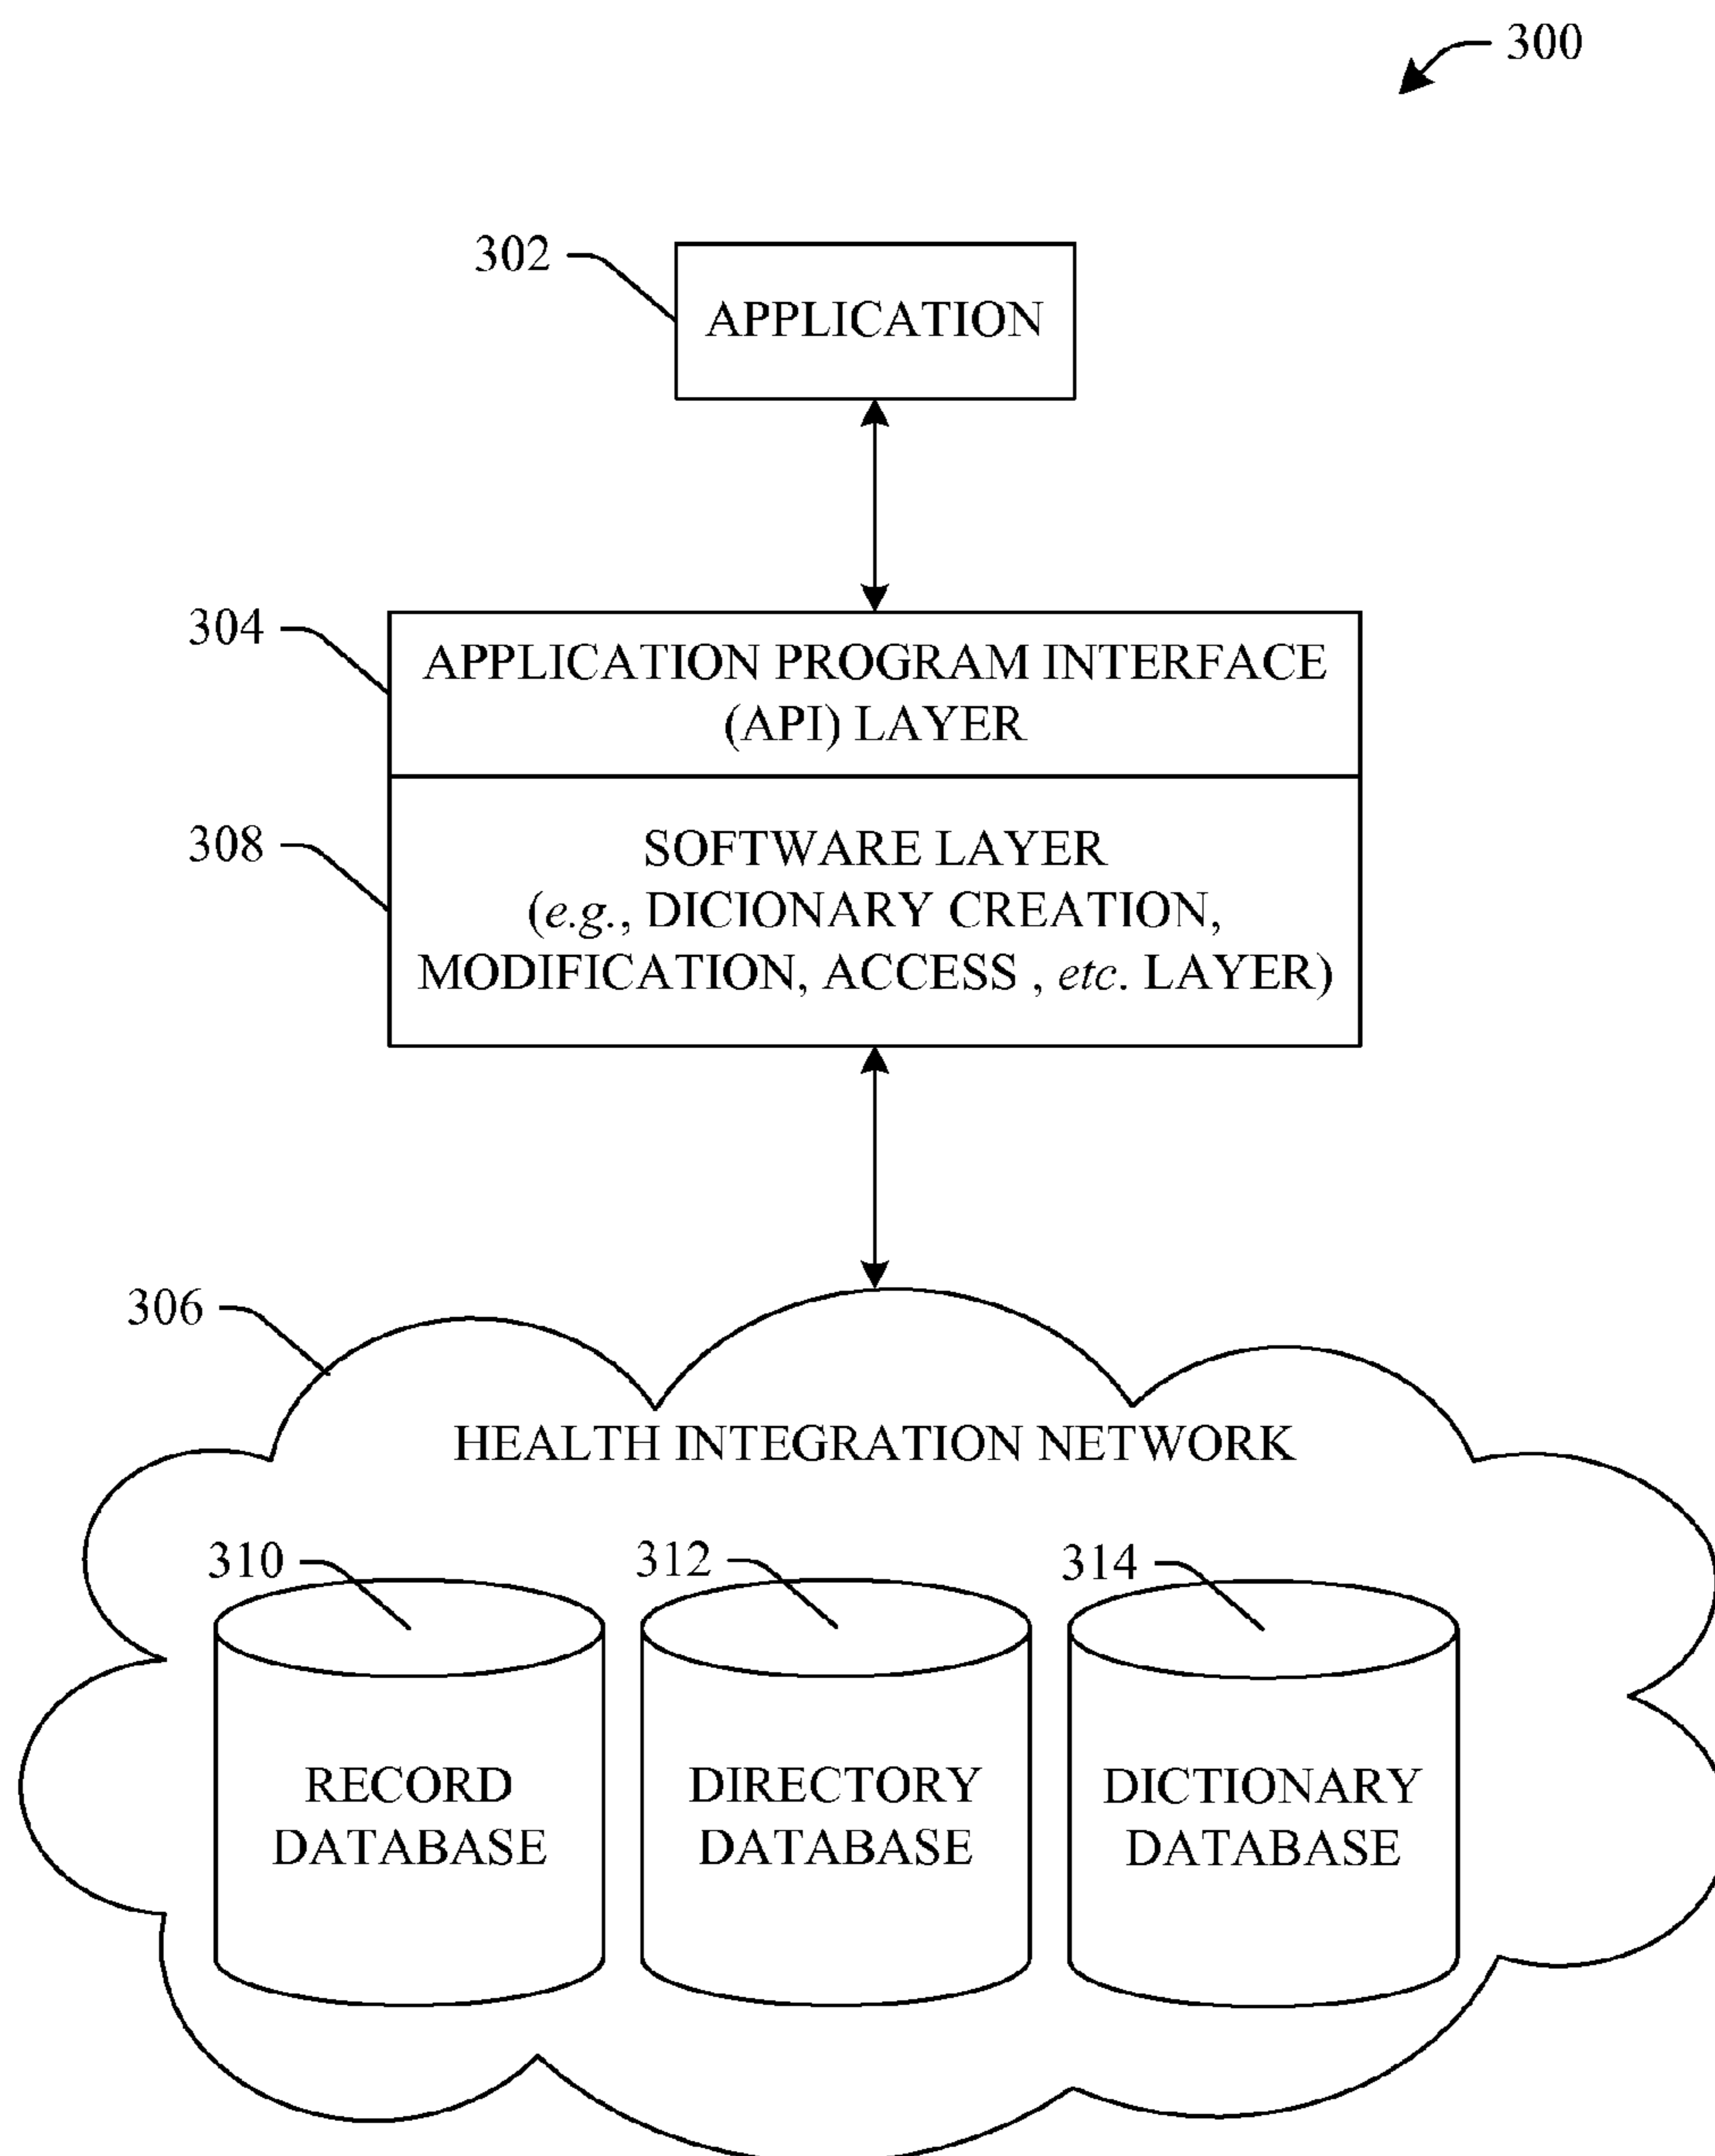 300
302
APPLICATION
304
APPLICATION PROGRAM INTERFACE
(API) LAYER
308
SOFTWARE LAYER
(e.g., DICIONARY CREATION,
MODIFICATION, ACCESS , etc. LAYER)
306
HEALTH INTEGRATION NETWORK
310
312
314
RECORD
DATABASE
DIRECTORY
DATABASE
DICTIONARY
DATABASE